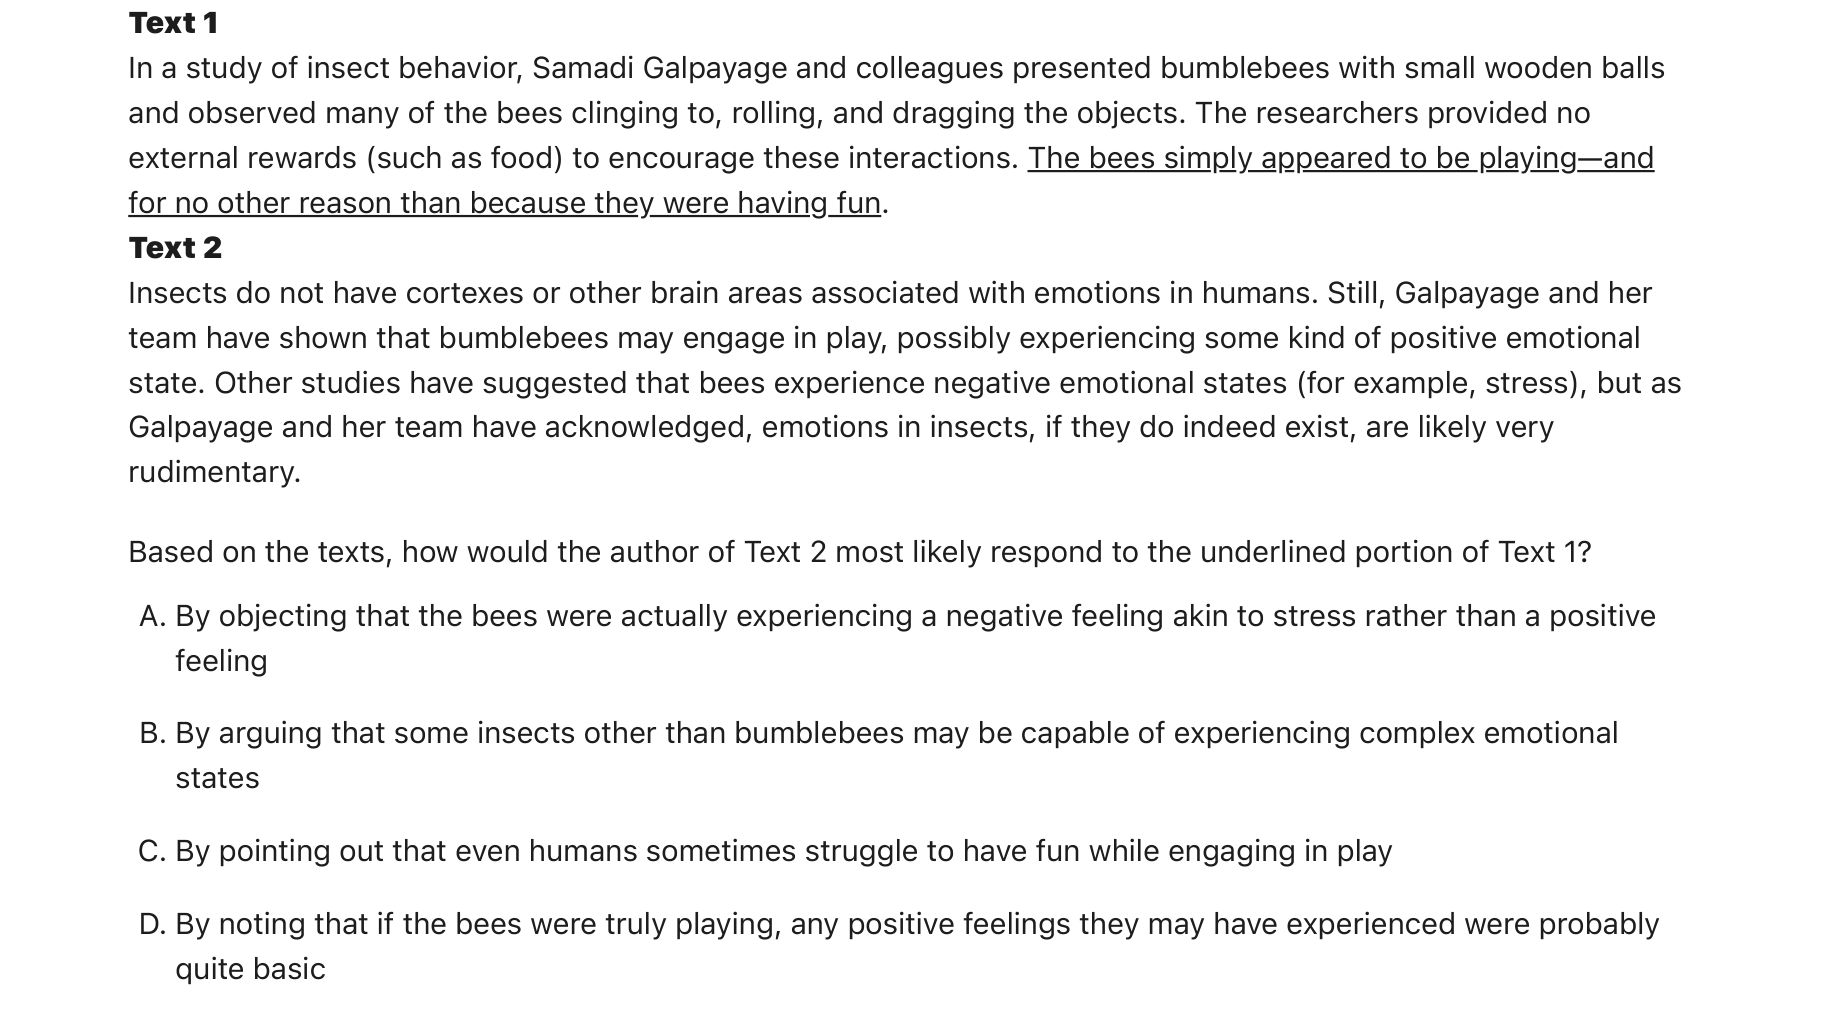 Text 1
In a study of insect behavior, Samadi Galpayage and colleagues presented bumblebees with small wooden balls
and observed many of the bees clinging to, rolling, and dragging the objects. The researchers provided no
external rewards (such as food) to encourage these interactions. The bees simply appeared to be playing—and
for no other reason than because they were having fun.
Text 2
Insects do not have cortexes or other brain areas associated with emotions in humans. Still, Galpayage and her
team have shown that bumblebees may engage in play, possibly experiencing some kind of positive emotional
state. Other studies have suggested that bees experience negative emotional states (for example, stress), but as
Galpayage and her team have acknowledged, emotions in insects, if they do indeed exist, are likely very
rudimentary.
Based on the texts, how would the author of Text 2 most likely respond to the underlined portion of Text 1?
A. By objecting that the bees were actually experiencing a negative feeling akin to stress rather than a positive
feeling
B. By arguing that some insects other than bumblebees may be capable of experiencing complex emotional
states
C. By pointing out that even humans sometimes struggle to have fun while engaging in play
D. By noting that if the bees were truly playing, any positive feelings they may have experienced were probably
quite basic